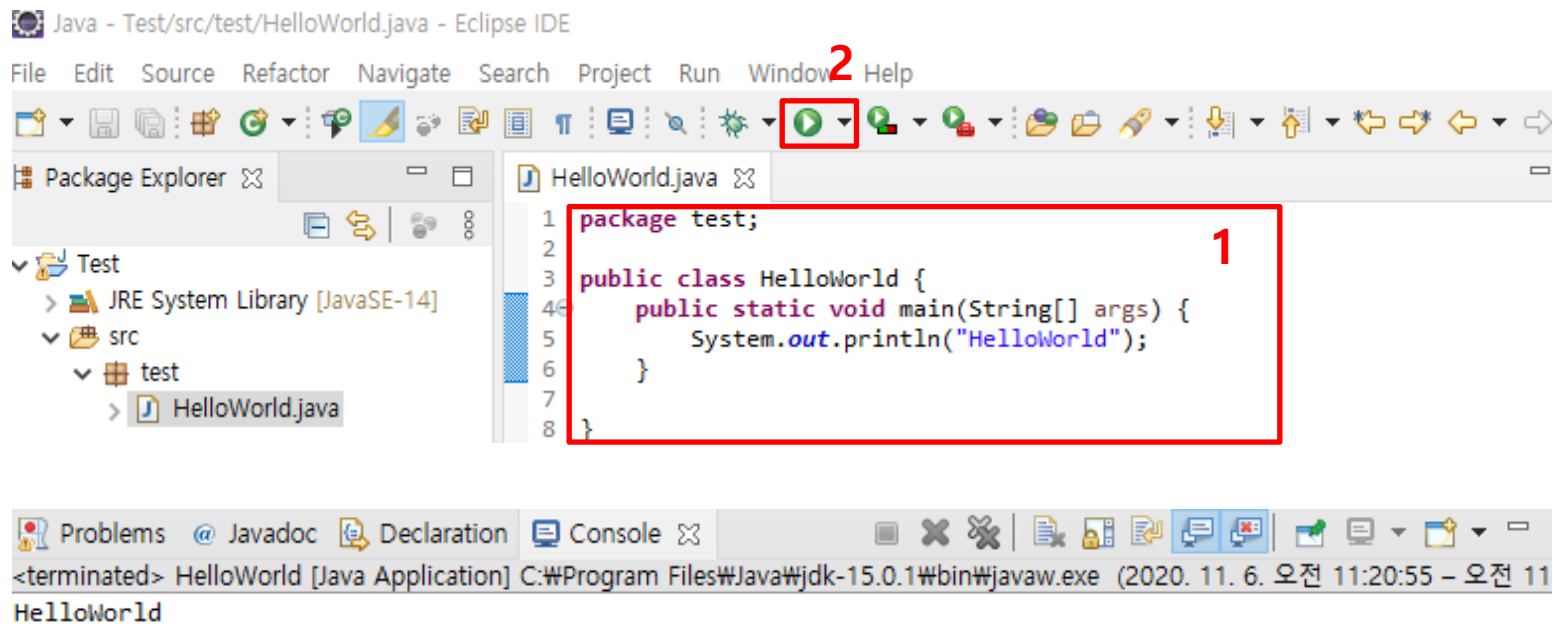 Java - Test/src/test/HelloWorld.java - Eclipse IDE
File Edit Source Refactor Navigate Search Project Run Window Help
2
Package Explorer
HelloWorld.java
Test
JRE System Library [JavaSE-14]
src
test
HelloWorld.java
1
1 package test;
2
3 public class HelloWorld {
4 public static void main(String[] args) {
5 System.out.println("HelloWorld");
6 }
7
8 }
Problems @ Javadoc Declaration Console
<terminated> HelloWorld [Java Application] C:₩Program Files₩Java₩jdk-15.0.1₩bin₩javaw.exe (2020. 11. 6. 오전 11:20:55 – 오전 11
HelloWorld